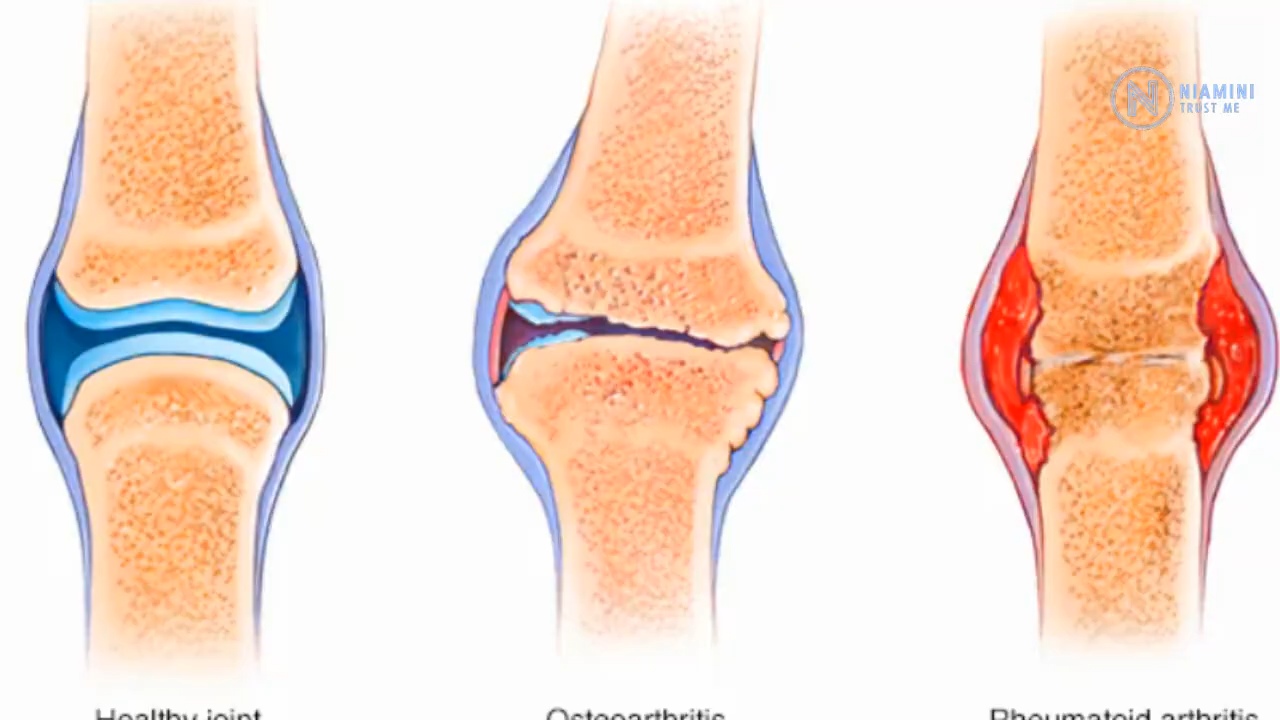 NIAMINI
TRUST ME
Healthy joint
Osteoarthritis
Rheumatoid arthritis